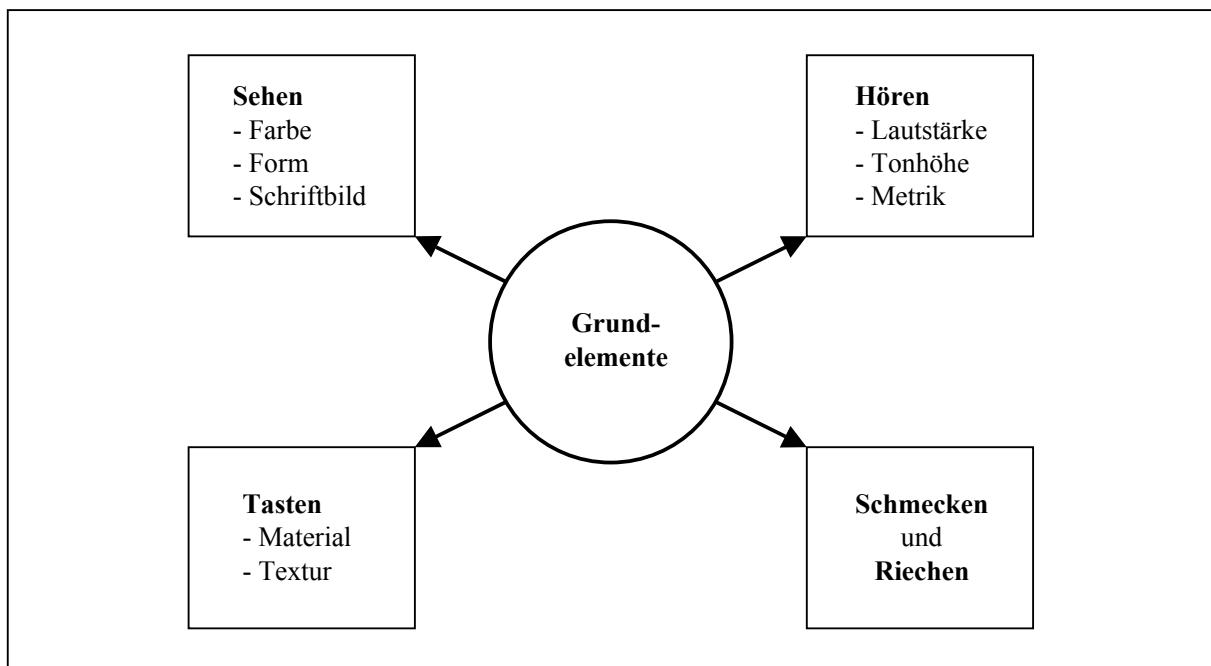 Sehen
- Farbe
- Form
- Schriftbild
Hören
- Lautstärke
- Tonhöhe
- Metrik
Grund-
elemente
Tasten
- Material
- Textur
Schmecken
und
Riechen